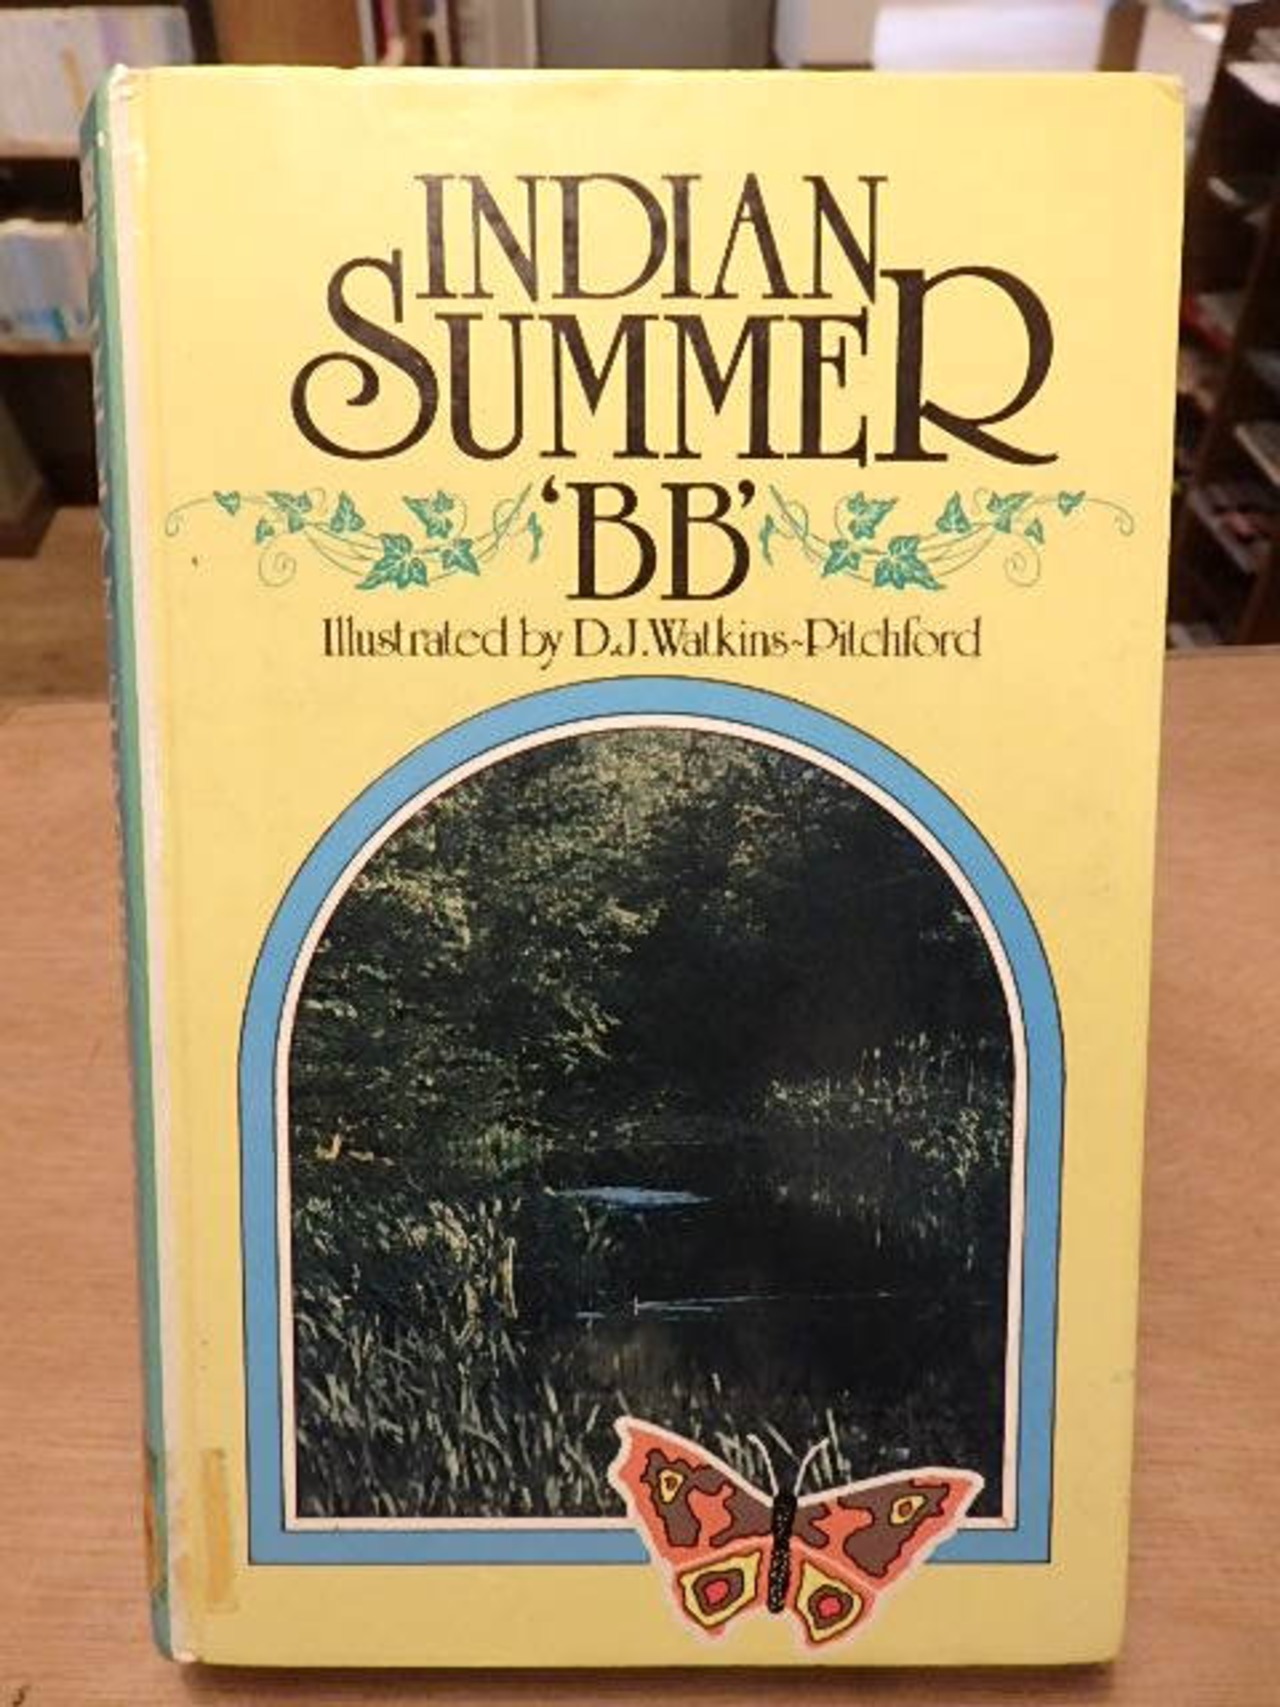 INDIAN
SUMMER
‘BB’
Illustrated by D.J.Watkins-Pitchford